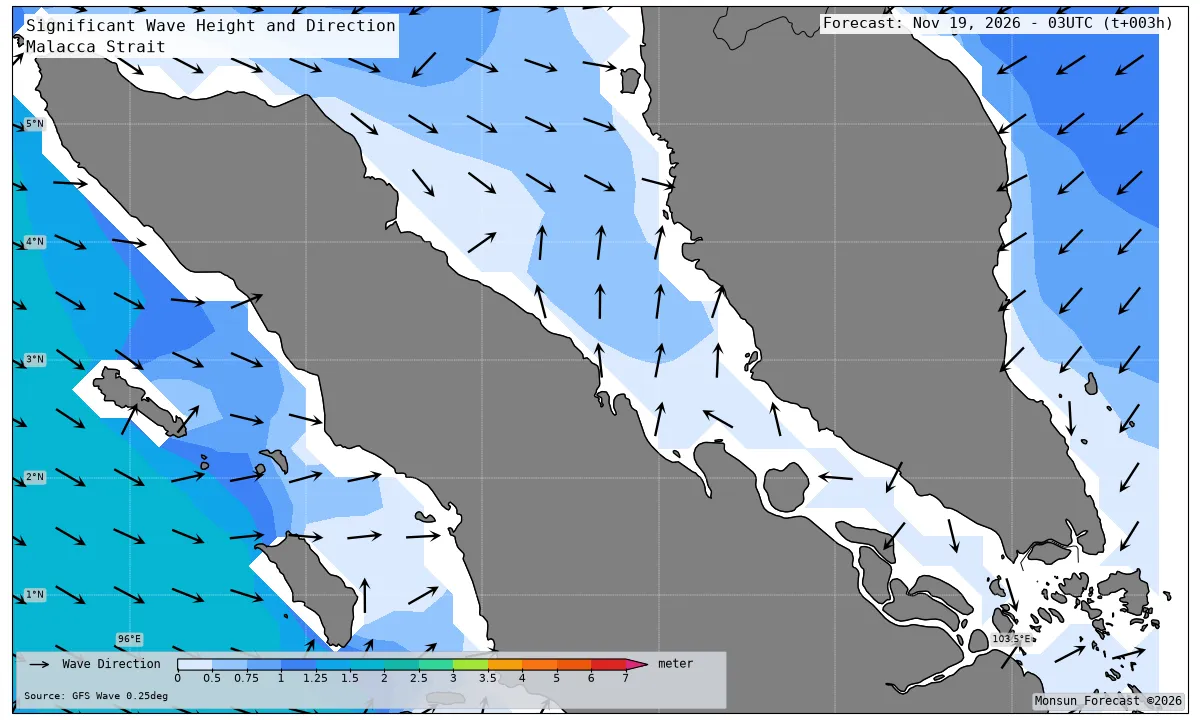 Significant Wave Height and Direction
Malacca Strait
Forecast: Nov 19, 2026 - 03UTC (t+003h)
5°N
4°N
3°N
2°N
1°N
96°E
103.5°E
Wave Direction
meter
0 0.5 0.75 1 1.25 1.5 2 2.5 3 3.5 4 5 6 7
Source: GFS Wave 0.25deg
Monsun Forecast ©2026